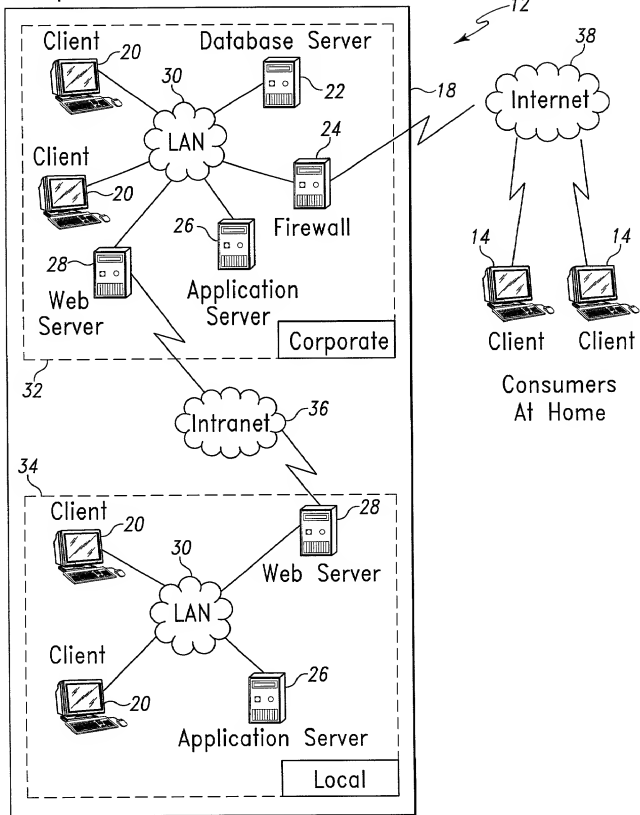 12
Client
20
Database Server
22
30
LAN
18
38
Internet
Client
20
24
Firewall
26
Application
Server
28
Web
Server
Corporate
32
14
14
Client
Client
Consumers
At Home
Intranet
36
34
Client
20
28
Web Server
30
LAN
Client
20
26
Application Server
Local